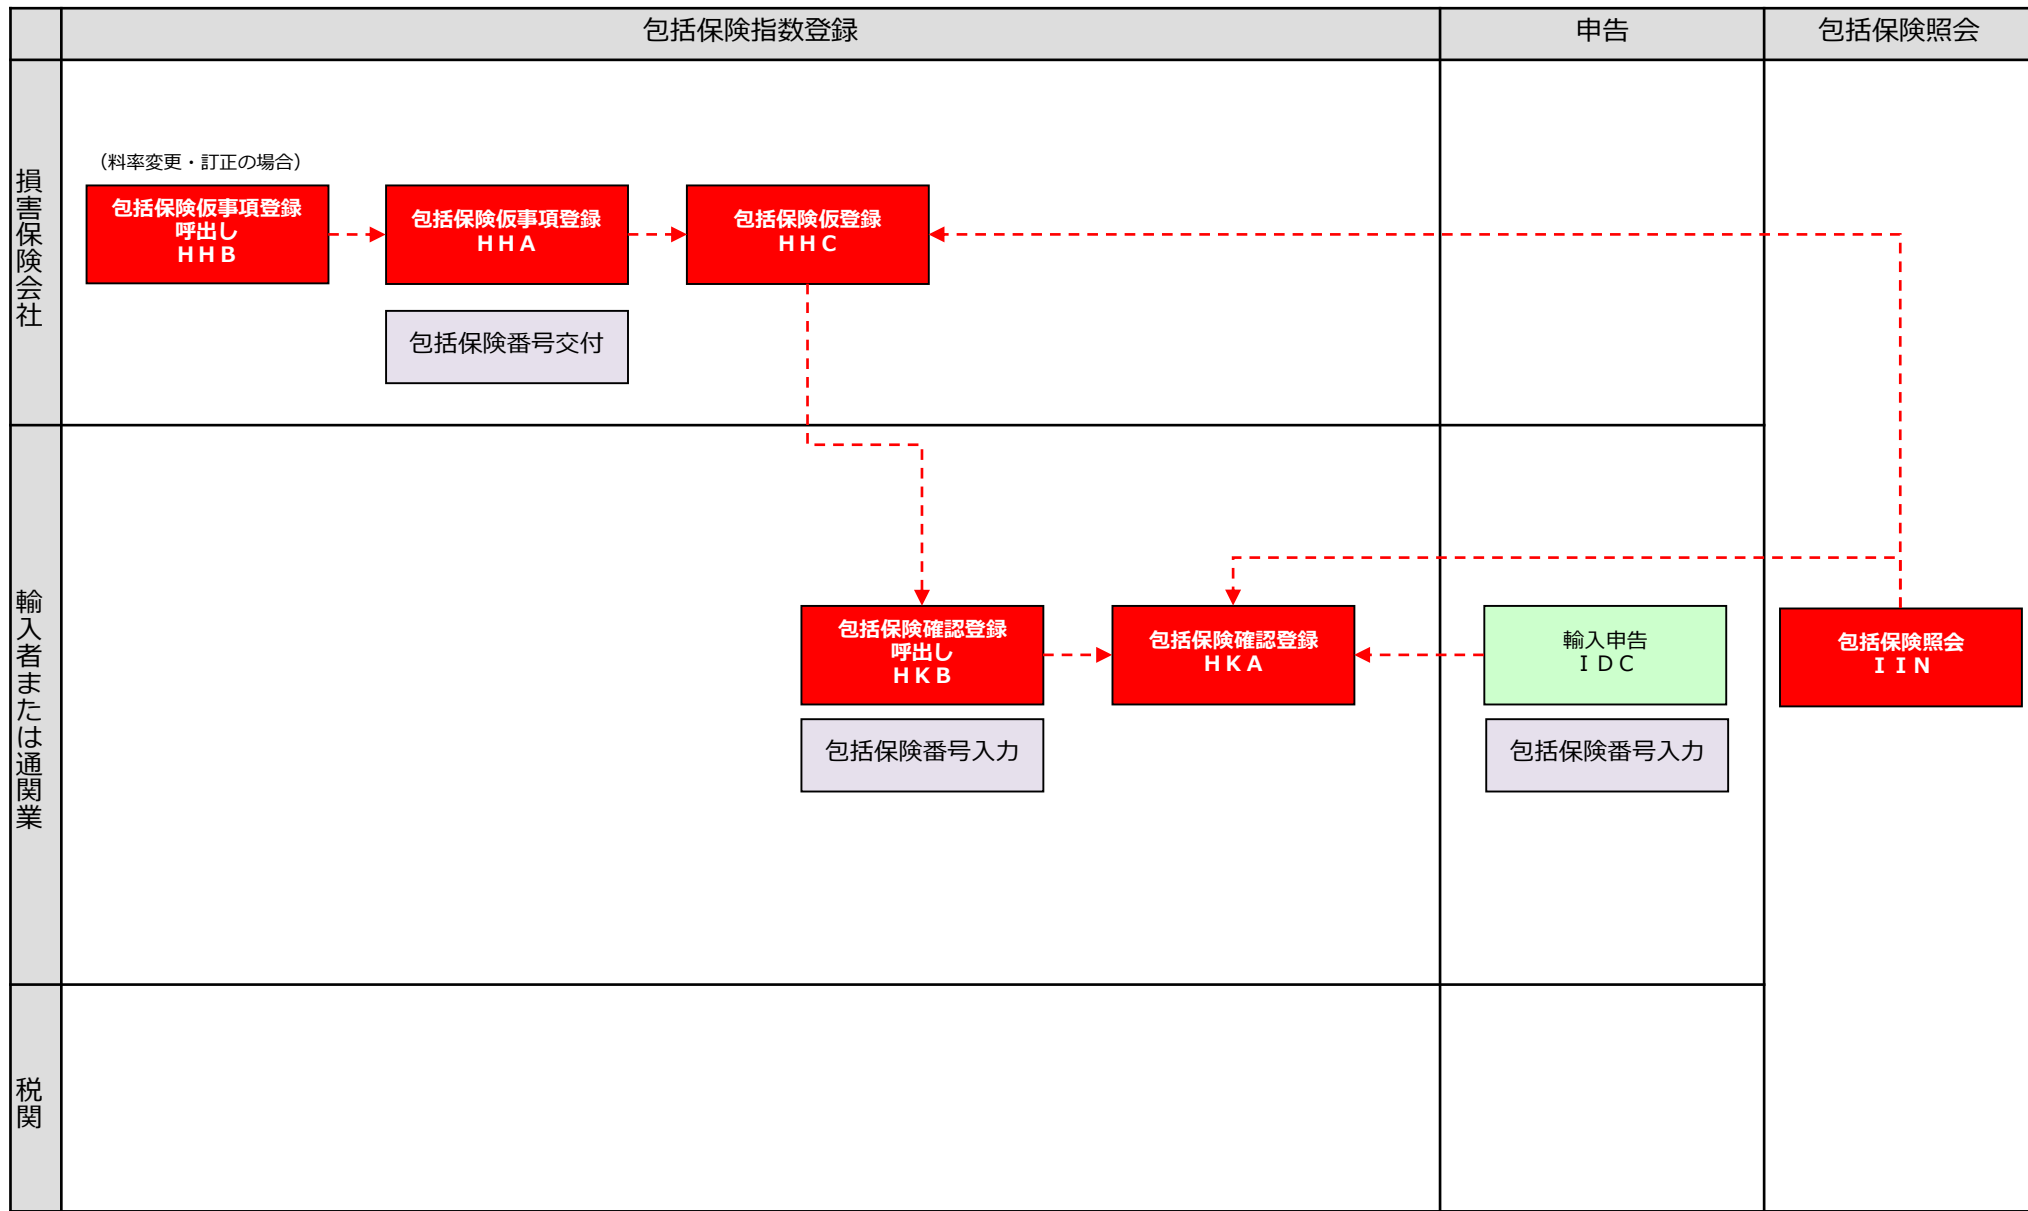 包括保険指数登録
申告
包括保険照会
損害保険会社
（料率変更・訂正の場合）
包括保険仮事項登録
呼出し
ＨＨＢ
包括保険仮事項登録
ＨＨＡ
包括保険仮登録
ＨＨＣ
包括保険番号交付
輸入者または通関業
包括保険確認登録
呼出し
ＨＫＢ
包括保険確認登録
ＨＫＡ
輸入申告
ＩＤＣ
包括保険照会
ＩＩＮ
包括保険番号入力
包括保険番号入力
税関